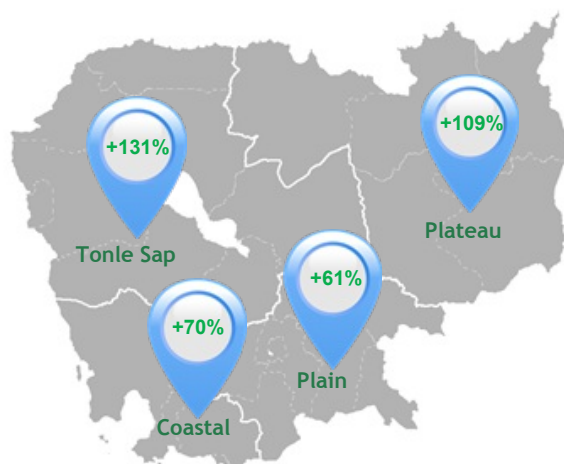 +109%
Plateau
+131%
Tonle Sap
+61%
Plain
+70%
Coastal